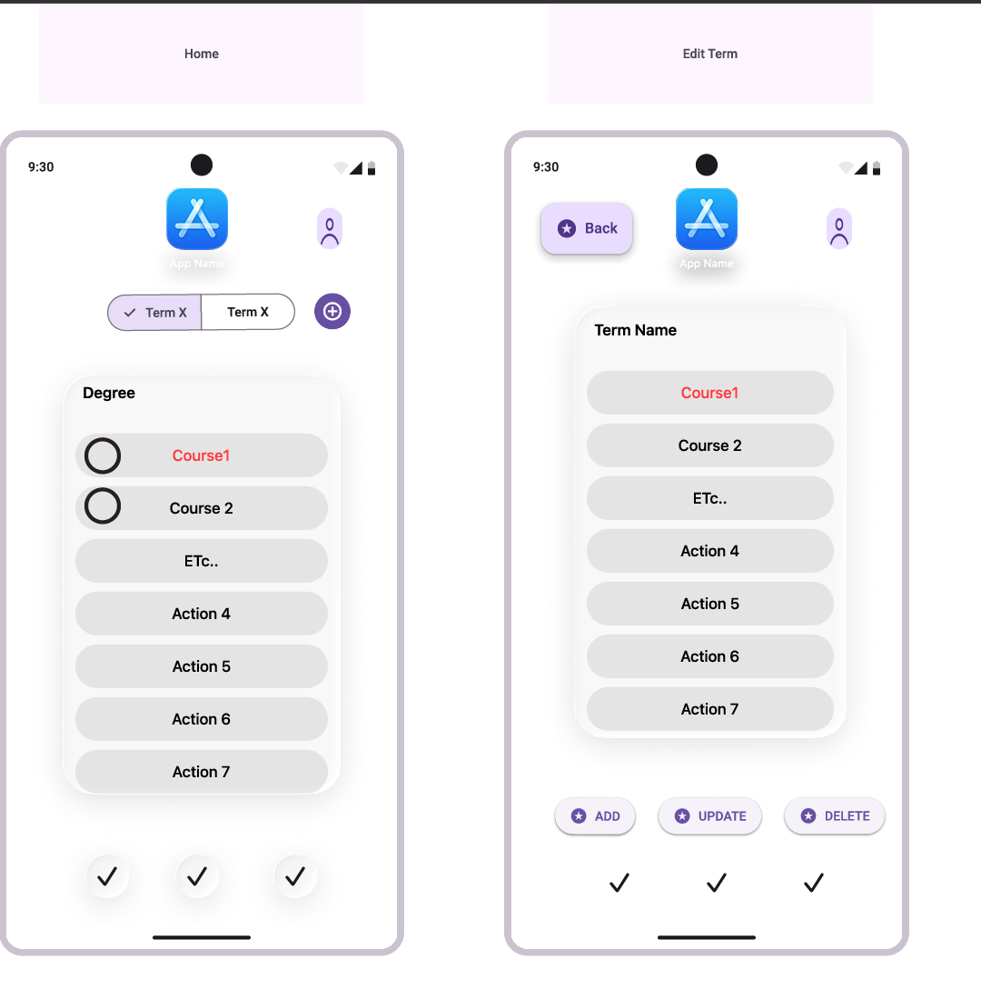 Home
9:30
App Name
Term X
Term X
Degree
Course1
Course 2
ETc..
Action 4
Action 5
Action 6
Action 7
Edit Term
9:30
Back
App Name
Term Name
Course1
Course 2
ETc..
Action 4
Action 5
Action 6
Action 7
ADD
UPDATE
DELETE